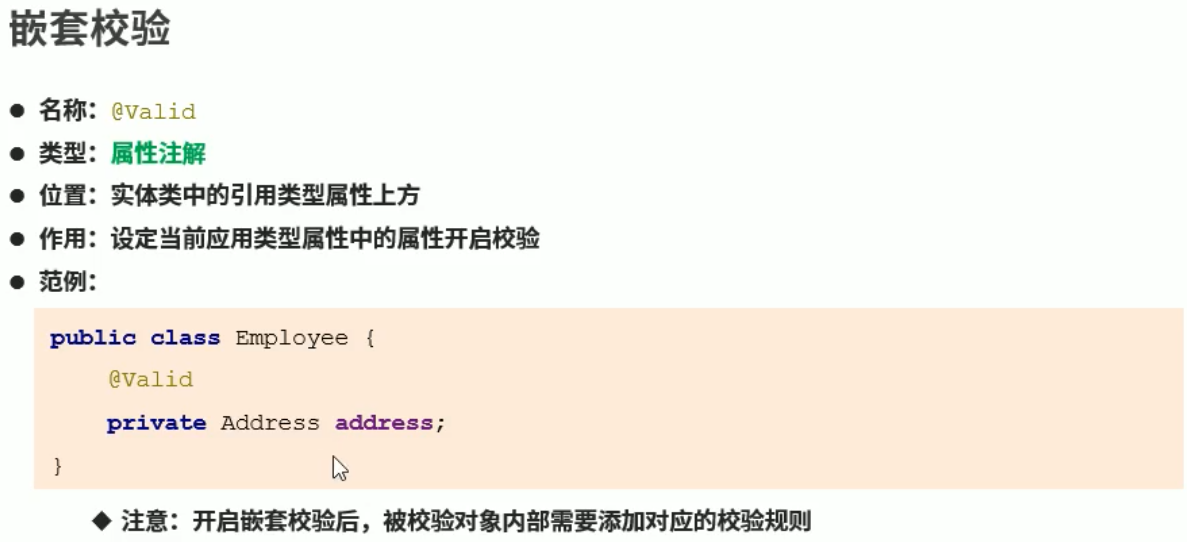 嵌套校验
● 名称：@Valid
● 类型：属性注解
● 位置：实体类中的引用类型属性上方
● 作用：设定当前应用类型属性中的属性开启校验
● 范例：
public class Employee {
@Valid
private Address address;
}
◆ 注意：开启嵌套校验后，被校验对象内部需要添加对应的校验规则